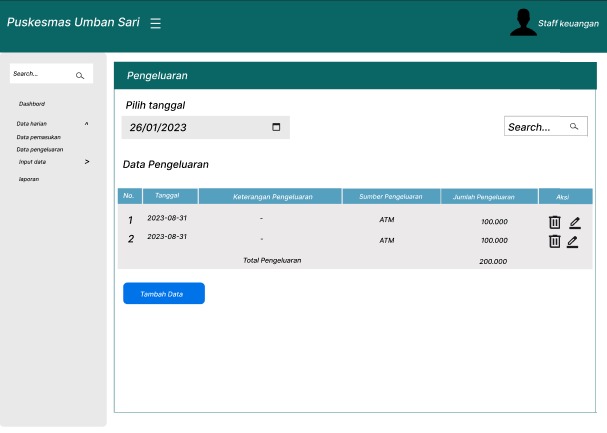 Puskesmas Umban Sari
Staff keuangan
Search...
Dashbord
Data harian
Data pemasukan
Data pengeluaran
Input data
laporan
Pengeluaran
Pilih tanggal
26/01/2023
Search...
Data Pengeluaran
No. Tanggal Keterangan Pengeluaran Sumber Pengeluaran Jumlah Pengeluaran Aksi
1 2023-08-31 - ATM 100.000
2 2023-08-31 - ATM 100.000
Total Pengeluaran 200.000
Tambah Data